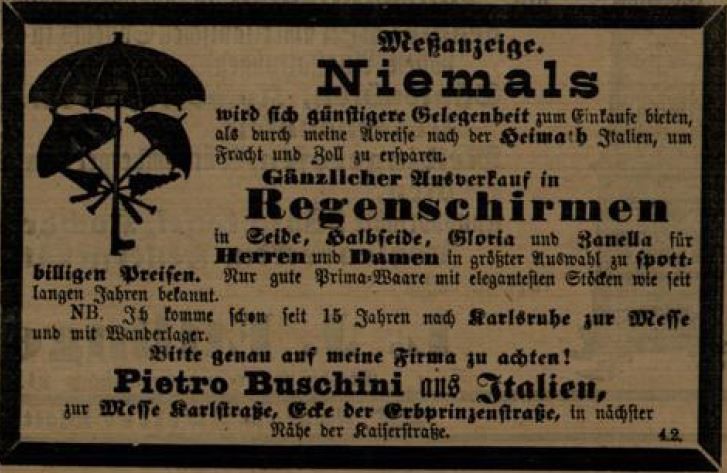 Meßanzeige.
Niemals
wird sich günstigere Gelegenheit zum Einkaufe bieten,
als durch meine Abreise nach der Heimath Italien, um
Fracht und Zoll zu ersparen.
Gänzlicher Ausverkauf in
Regenschirmen
in Seide, Halbseide, Gloria und Zanella für
Herren und Damen in größter Auswahl zu spott-
billigen Preisen. Nur gute Prima-Waare mit elegantesten Stöcken wie seit
langen Jahren bekannt.
NB. Ich komme schon seit 15 Jahren nach Karlsruhe zur Messe
und mit Wanderlager.
Bitte genau auf meine Firma zu achten!
Pietro Buschini aus Italien,
zur Messe Karlstraße, Ecke der Erbprinzenstraße, in nächster
Nähe der Kaiserstraße. 4.2.